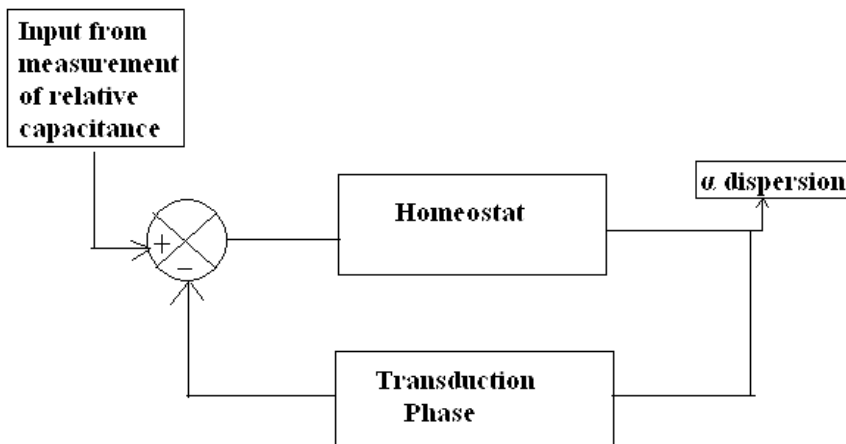 Input from
measurement
of relative
capacitance
α dispersion
Homeostat
+
−
Transduction
Phase